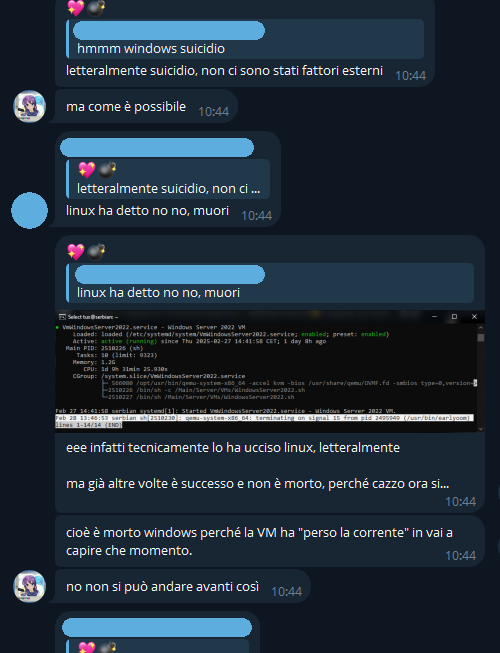 hmmm windows suicidio
letteralmente suicidio, non ci sono stati fattori esterni
10:44
ma come è possibile
10:44
letteralmente suicidio, non ci ...
linux ha detto no no, muori
10:44
linux ha detto no no, muori
Select tux@serbian: ~
● VmWindowsServer2022.service - Windows Server 2022 VM
Loaded: loaded (/etc/systemd/system/VmWindowsServer2022.service; enabled; preset: enabled)
Active: active (running) since Thu 2025-02-27 14:41:58 CET; 1 day 8h ago
Main PID: 2510226 (sh)
Tasks: 10 (limit: 9323)
Memory: 1.2G
CPU: 1d 9h 31min 25.930s
CGroup: /system.slice/VmWindowsServer2022.service
├─ 566080 /opt/usr/bin/qemu-system-x86_64 -accel kvm -bios /usr/share/qemu/OVMF.fd -smbios type=0,version=
├─2510226 /bin/sh -c /Main/Server/VMs/WindowsServer2022.sh
└─2510227 /bin/sh /Main/Server/VMs/WindowsServer2022.sh
Feb 27 14:41:58 serbian systemd[1]: Started VmWindowsServer2022.service - Windows Server 2022 VM.
Feb 28 13:46:53 serbian sh[2510230]: qemu-system-x86_64: terminating on signal 15 from pid 2495949 (/usr/bin/earlyoom)
lines 1-14/14 (END)
eee infatti tecnicamente lo ha ucciso linux, letteralmente
ma già altre volte è successo e non è morto, perché cazzo ora si...
10:44
cioè è morto windows perché la VM ha "perso la corrente" in vai a
capire che momento.
10:44
no non si può andare avanti così
10:44